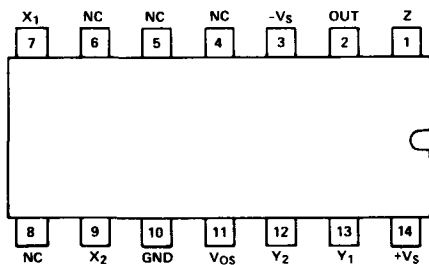 X1 NC NC NC -VS OUT Z
7 6 5 4 3 2 1
8 9 10 11 12 13 14
NC X2 GND VOS Y2 Y1 +VS